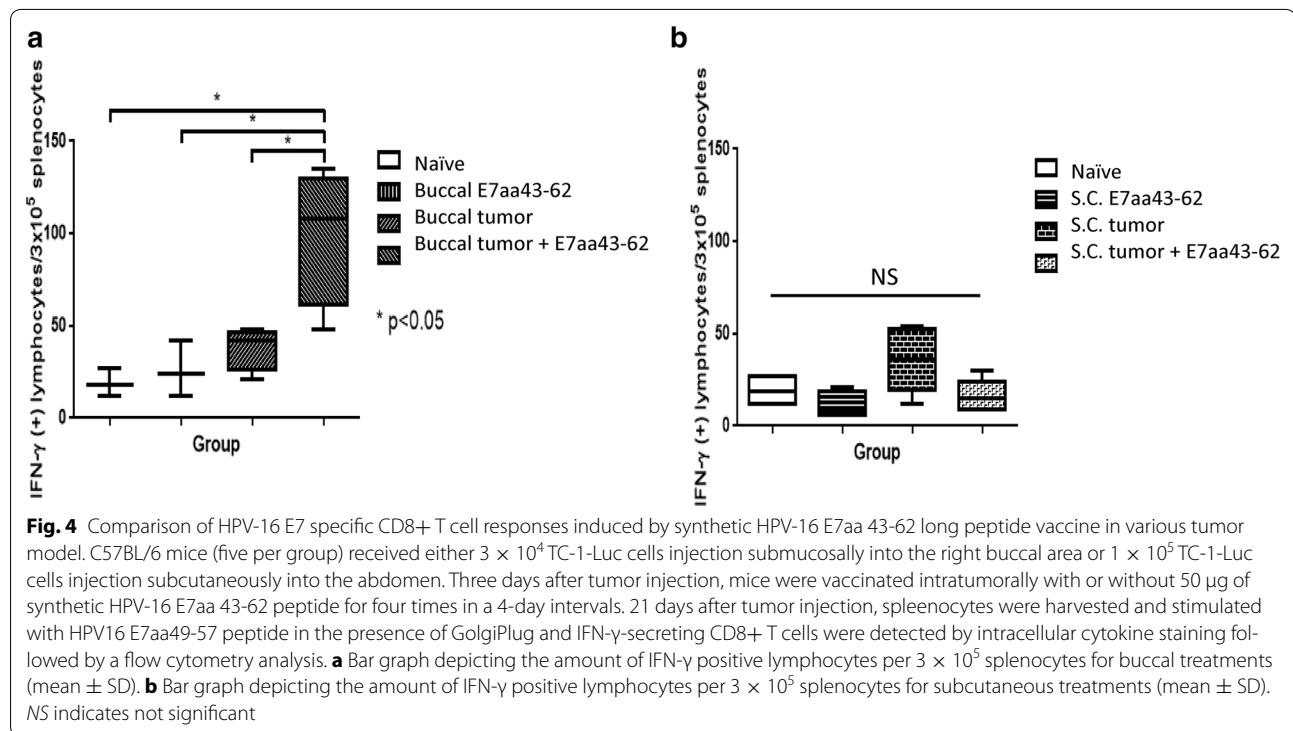 a
IFN-γ (+) lymphocytes/3x10⁵ splenocytes
150
100
50
0
*
*
*
Naïve
Buccal E7aa43-62
Buccal tumor
Buccal tumor + E7aa43-62
* p<0.05
Group
b
IFN-γ (+) lymphocytes/3x10⁵ splenocytes
150
100
50
0
NS
Naïve
S.C. E7aa43-62
S.C. tumor
S.C. tumor + E7aa43-62
Group
Fig. 4 Comparison of HPV-16 E7 specific CD8+ T cell responses induced by synthetic HPV-16 E7aa 43-62 long peptide vaccine in various tumor
model. C57BL/6 mice (five per group) received either 3 × 10⁴ TC-1-Luc cells injection submucosally into the right buccal area or 1 × 10⁵ TC-1-Luc
cells injection subcutaneously into the abdomen. Three days after tumor injection, mice were vaccinated intratumorally with or without 50 µg of
synthetic HPV-16 E7aa 43-62 peptide for four times in a 4-day intervals. 21 days after tumor injection, spleenocytes were harvested and stimulated
with HPV16 E7aa49-57 peptide in the presence of GolgiPlug and IFN-γ-secreting CD8+ T cells were detected by intracellular cytokine staining fol-
lowed by a flow cytometry analysis. a Bar graph depicting the amount of IFN-γ positive lymphocytes per 3 × 10⁵ splenocytes for buccal treatments
(mean ± SD). b Bar graph depicting the amount of IFN-γ positive lymphocytes per 3 × 10⁵ splenocytes for subcutaneous treatments (mean ± SD).
NS indicates not significant